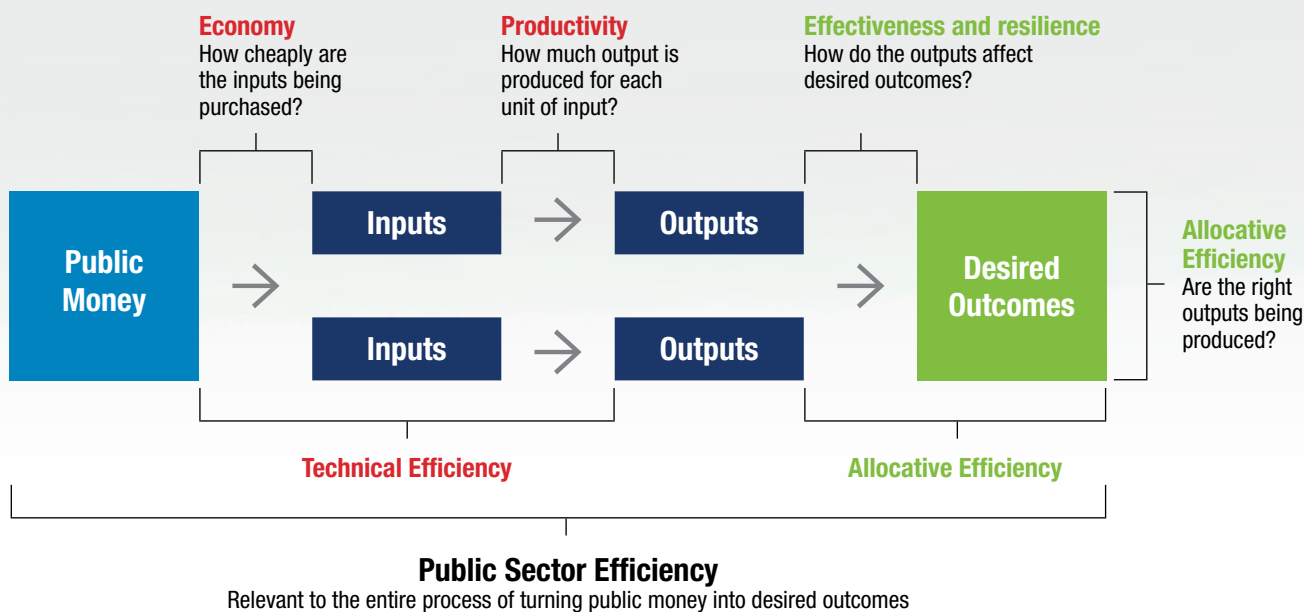 Economy
How cheaply are
the inputs being
purchased?
Productivity
How much output is
produced for each
unit of input?
Effectiveness and resilience
How do the outputs affect
desired outcomes?
Public
Money
Inputs
Outputs
Inputs
Outputs
Desired
Outcomes
Allocative
Efficiency
Are the right
outputs being
produced?
Technical Efficiency
Allocative Efficiency
Public Sector Efficiency
Relevant to the entire process of turning public money into desired outcomes